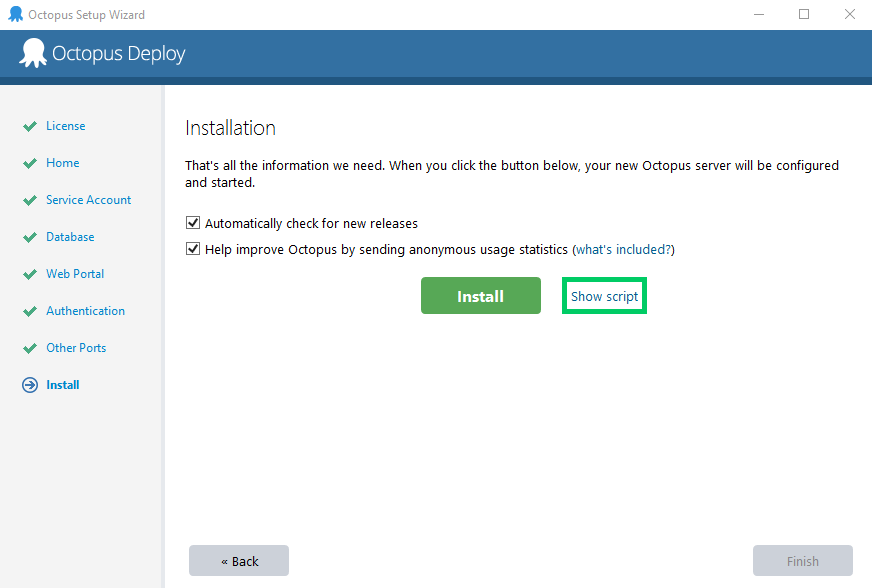 Octopus Setup Wizard
Octopus Deploy
License
Home
Service Account
Database
Web Portal
Authentication
Other Ports
Install
Installation
That's all the information we need. When you click the button below, your new Octopus server will be configured
and started.
Automatically check for new releases
Help improve Octopus by sending anonymous usage statistics (what's included?)
Install
Show script
« Back
Finish